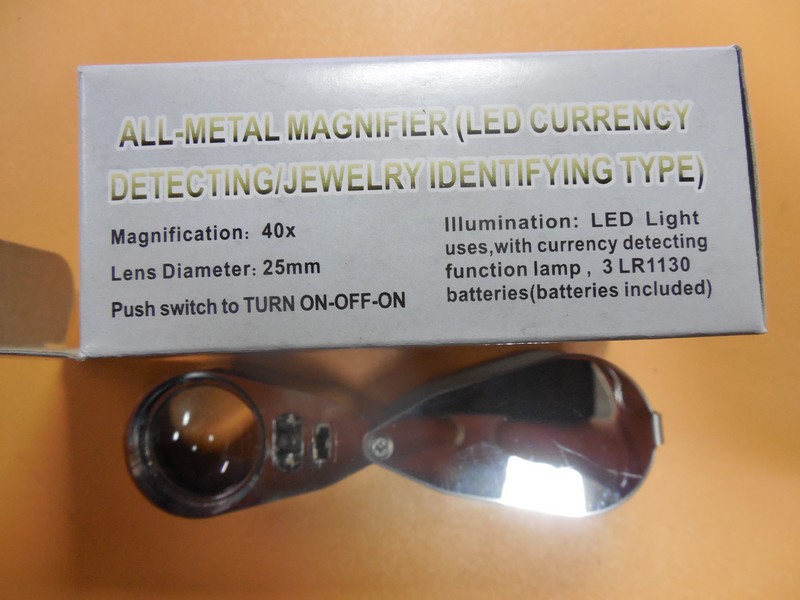 ALL-METAL MAGNIFIER (LED CURRENCY
DETECTING/JEWELRY IDENTIFYING TYPE)
Magnification: 40x
Lens Diameter: 25mm
Push switch to TURN ON-OFF-ON
Illumination: LED Light
uses,with currency detecting
function lamp , 3 LR1130
batteries(batteries included)